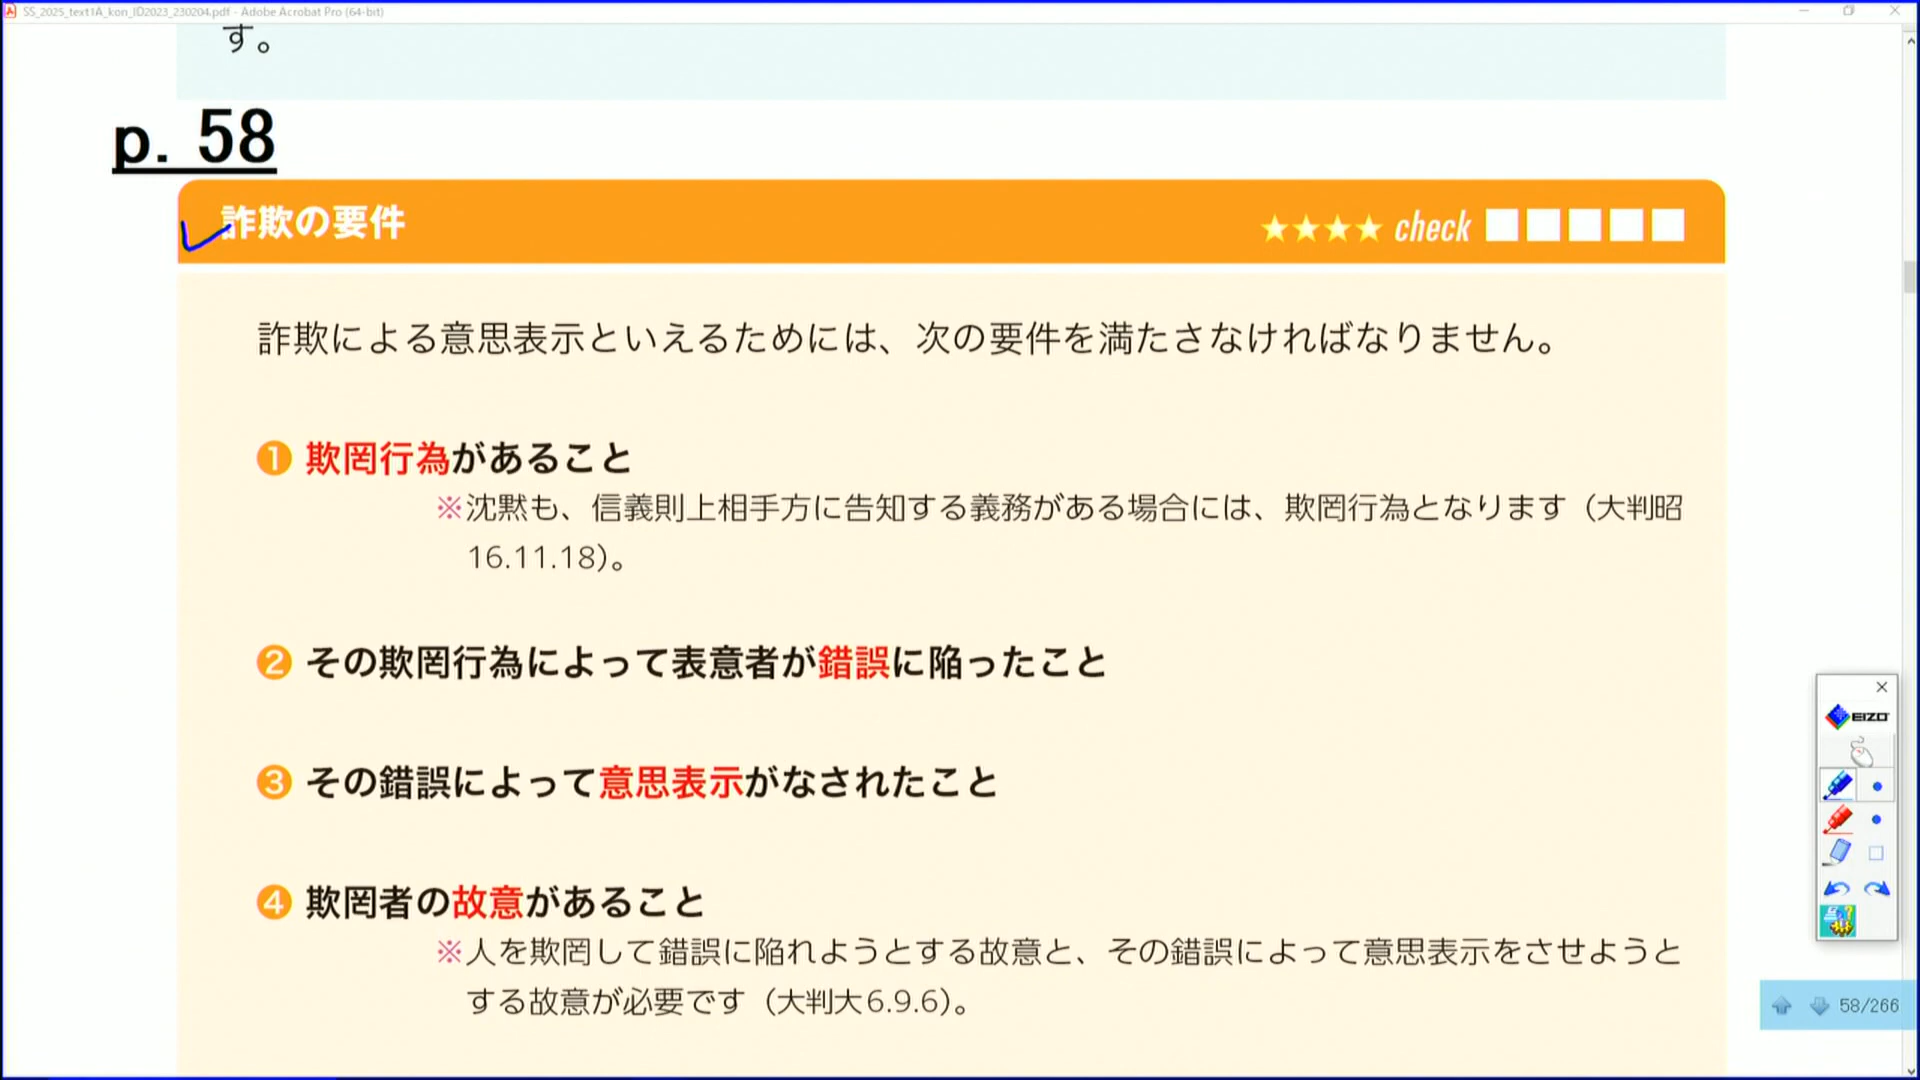 SS_2025_text1A_kon_ID2023_230204.pdf - Adobe Acrobat Pro (64-bit)
す。
p. 58
詐欺の要件
★★★★ check □□□□□
詐欺による意思表示といえるためには、次の要件を満たさなければなりません。
❶ 欺罔行為があること
※沈黙も、信義則上相手方に告知する義務がある場合には、欺罔行為となります（大判昭
16.11.18）。
❷ その欺罔行為によって表意者が錯誤に陥ったこと
❸ その錯誤によって意思表示がなされたこと
❹ 欺罔者の故意があること
※人を欺罔して錯誤に陥れようとする故意と、その錯誤によって意思表示をさせようと
する故意が必要です（大判大6.9.6）。
EIZO
58/266